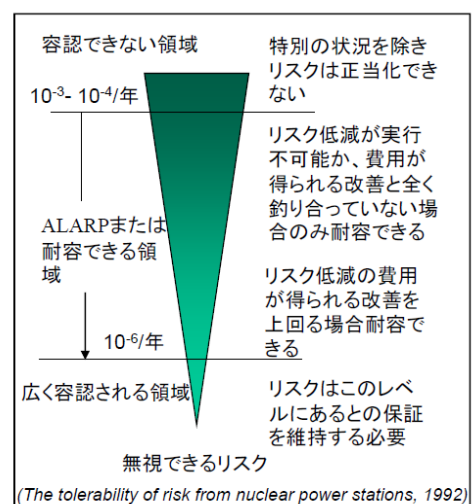 容認できない領域
特別の状況を除き
リスクは正当化でき
ない
10-3- 10-4/年
リスク低減が実行
不可能か、費用が
得られる改善と全く
釣り合っていない場
合のみ耐容できる
ALARPまたは
耐容できる領
域
リスク低減の費用
が得られる改善を
上回る場合耐容で
きる
10-6/年
広く容認される領域
リスクはこのレベ
ルにあるとの保証
を維持する必要
無視できるリスク
(The tolerability of risk from nuclear power stations, 1992)